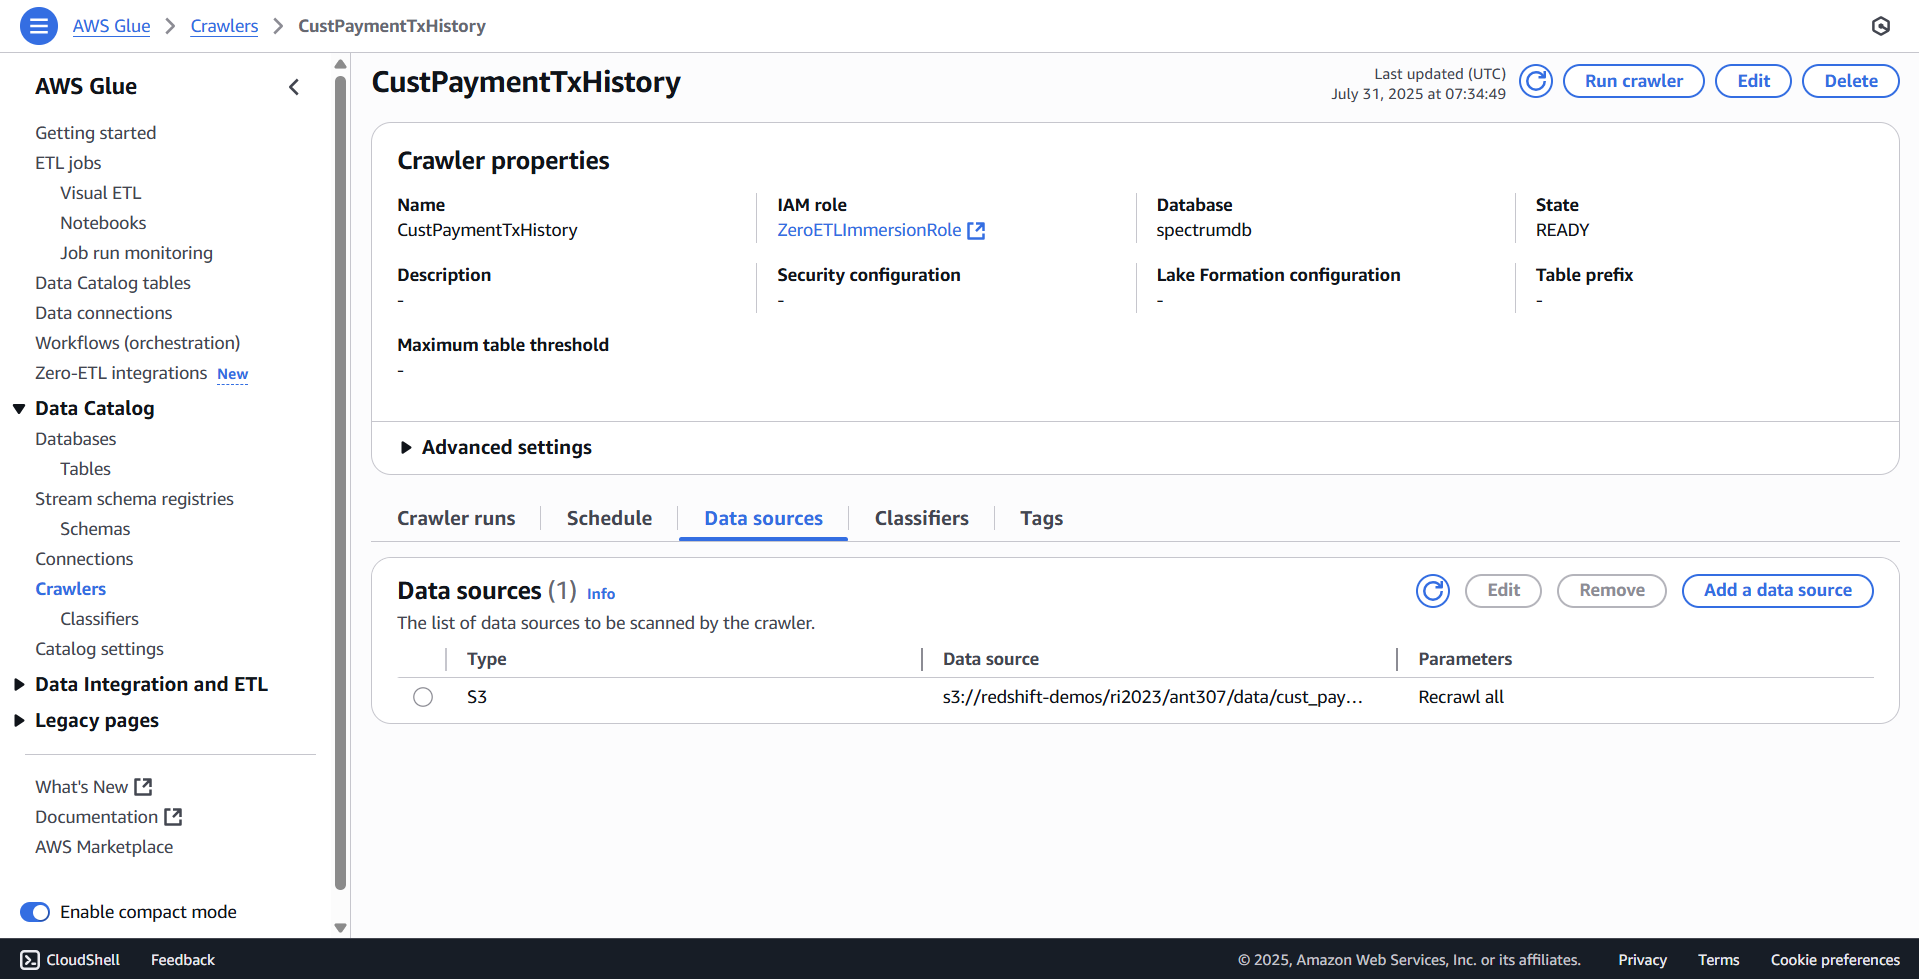 AWS Glue > Crawlers > CustPaymentTxHistory
AWS Glue
Getting started
ETL jobs
Visual ETL
Notebooks
Job run monitoring
Data Catalog tables
Data connections
Workflows (orchestration)
Zero-ETL integrations New
Data Catalog
Databases
Tables
Stream schema registries
Schemas
Connections
Crawlers
Classifiers
Catalog settings
Data Integration and ETL
Legacy pages
What's New
Documentation
AWS Marketplace
Enable compact mode
CustPaymentTxHistory
Last updated (UTC)
July 31, 2025 at 07:34:49
Run crawler Edit Delete
Crawler properties
Name IAM role Database State
CustPaymentTxHistory ZeroETLImmersionRole spectrumdb READY
Description Security configuration Lake Formation configuration Table prefix
- - - -
Maximum table threshold
-
Advanced settings
Crawler runs Schedule Data sources Classifiers Tags
Data sources (1) Info
Edit Remove Add a data source
The list of data sources to be scanned by the crawler.
Type Data source Parameters
S3 s3://redshift-demos/ri2023/ant307/data/cust_pay... Recrawl all
CloudShell Feedback © 2025, Amazon Web Services, Inc. or its affiliates. Privacy Terms Cookie preferences